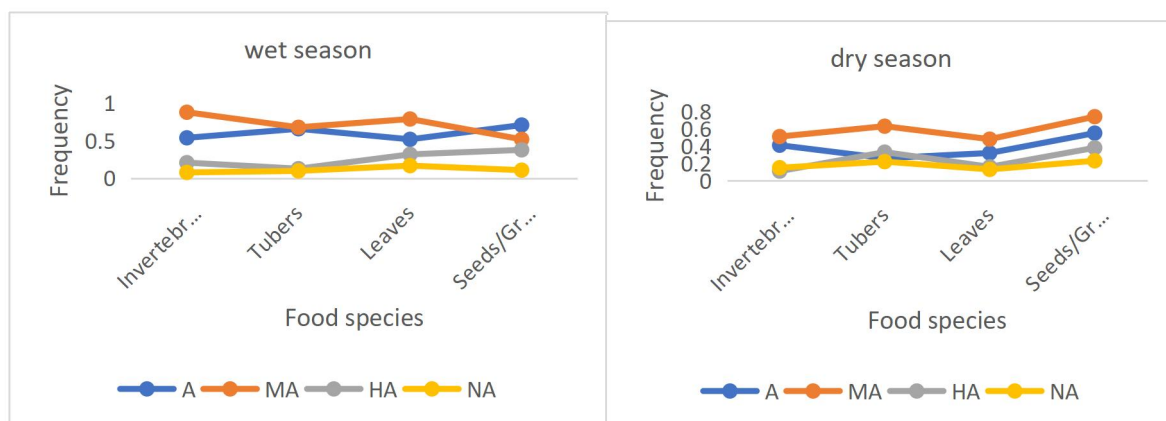 wet season
Frequency
1
0.5
0
Invertebr...
Tubers
Leaves
Seeds/Gr...
Food species
A MA HA NA
dry season
Frequency
0.8
0.6
0.4
0.2
0
Invertebr...
Tubers
Leaves
Seeds/Gr...
Food species
A MA HA NA